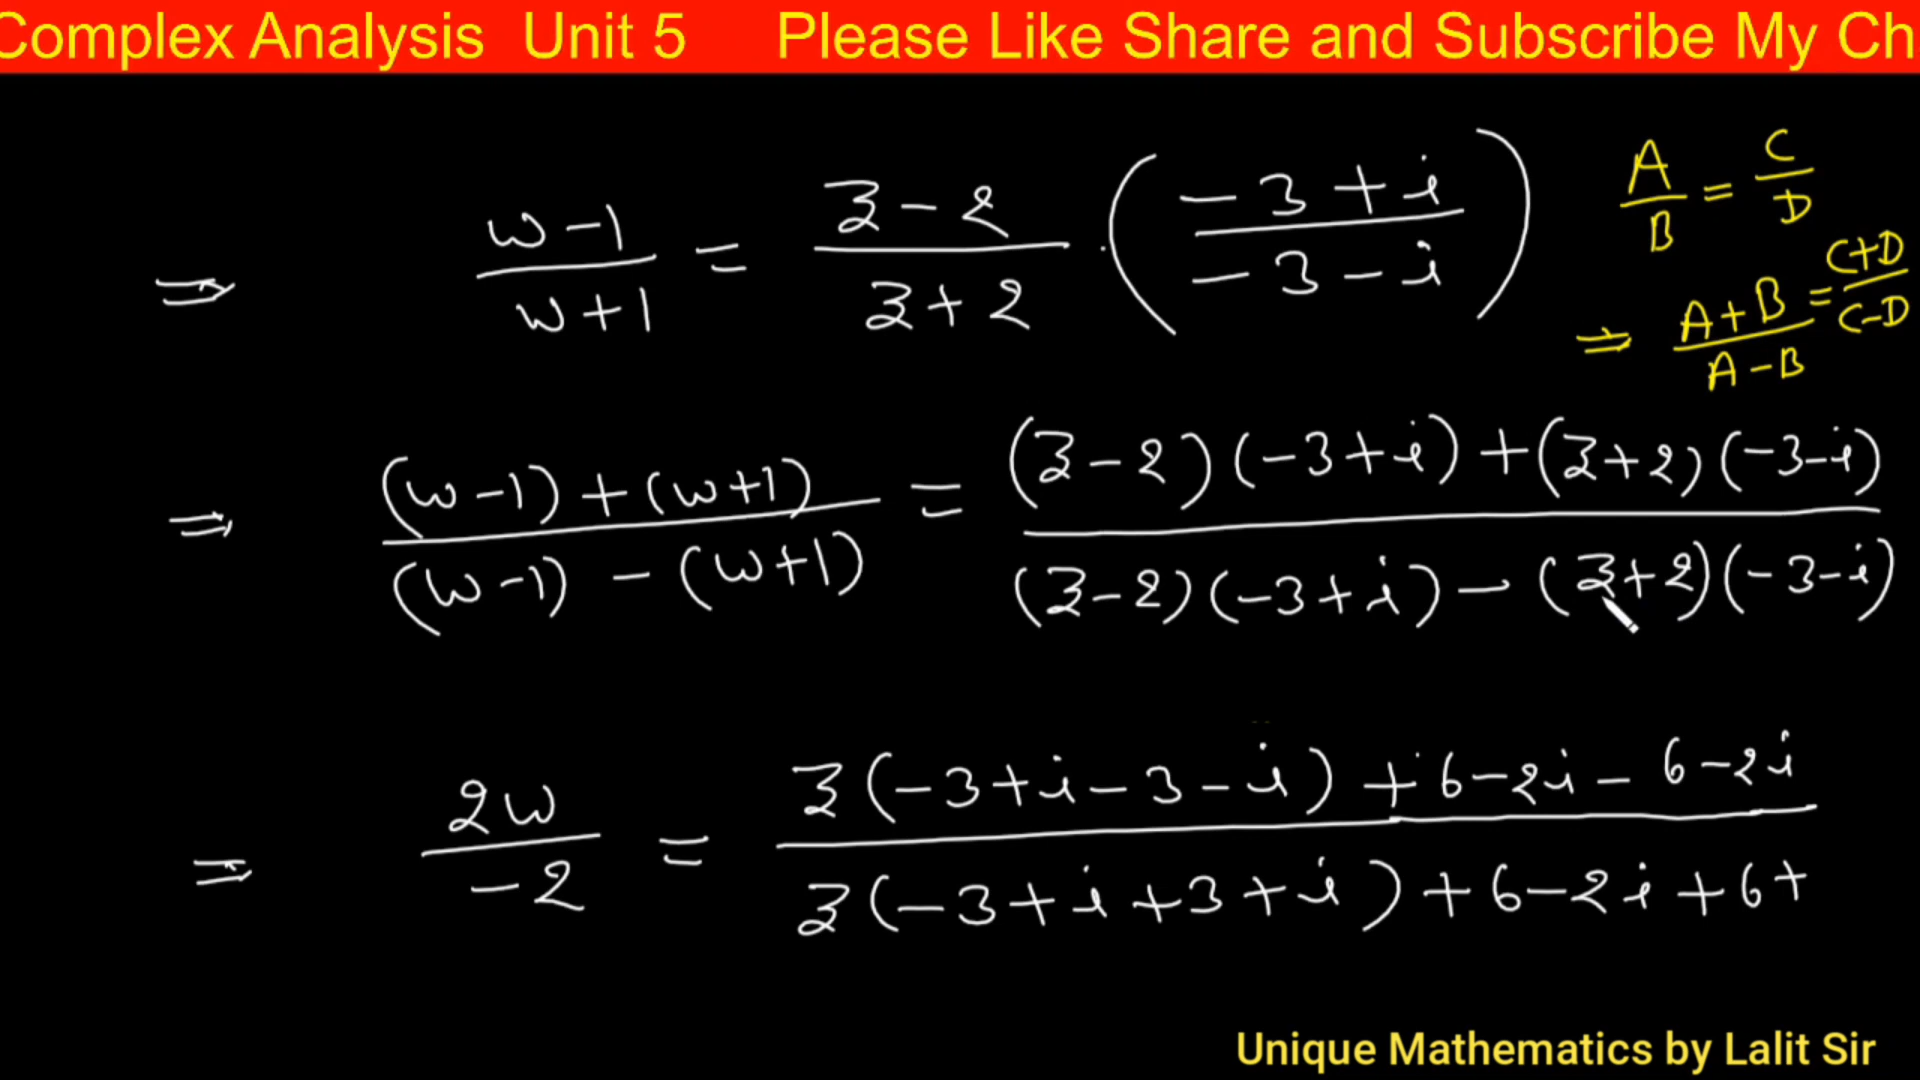 Complex Analysis Unit 5 Please Like Share and Subscribe My Ch
⇒ (w-1)/(w+1) = (z-2)/(z+2) · ((-3+i)/(-3-i))
A/B = C/D
⇒ (A+B)/(A-B) = (C+D)/(C-D)
⇒ ((w-1)+(w+1))/((w-1)-(w+1)) = ((z-2)(-3+i)+(z+2)(-3-i))/((z-2)(-3+i)-(z+2)(-3-i))
⇒ 2w/-2 = (z(-3+i-3-i)+6-2i-6-2i)/(z(-3+i+3+i)+6-2i+6+
Unique Mathematics by Lalit Sir